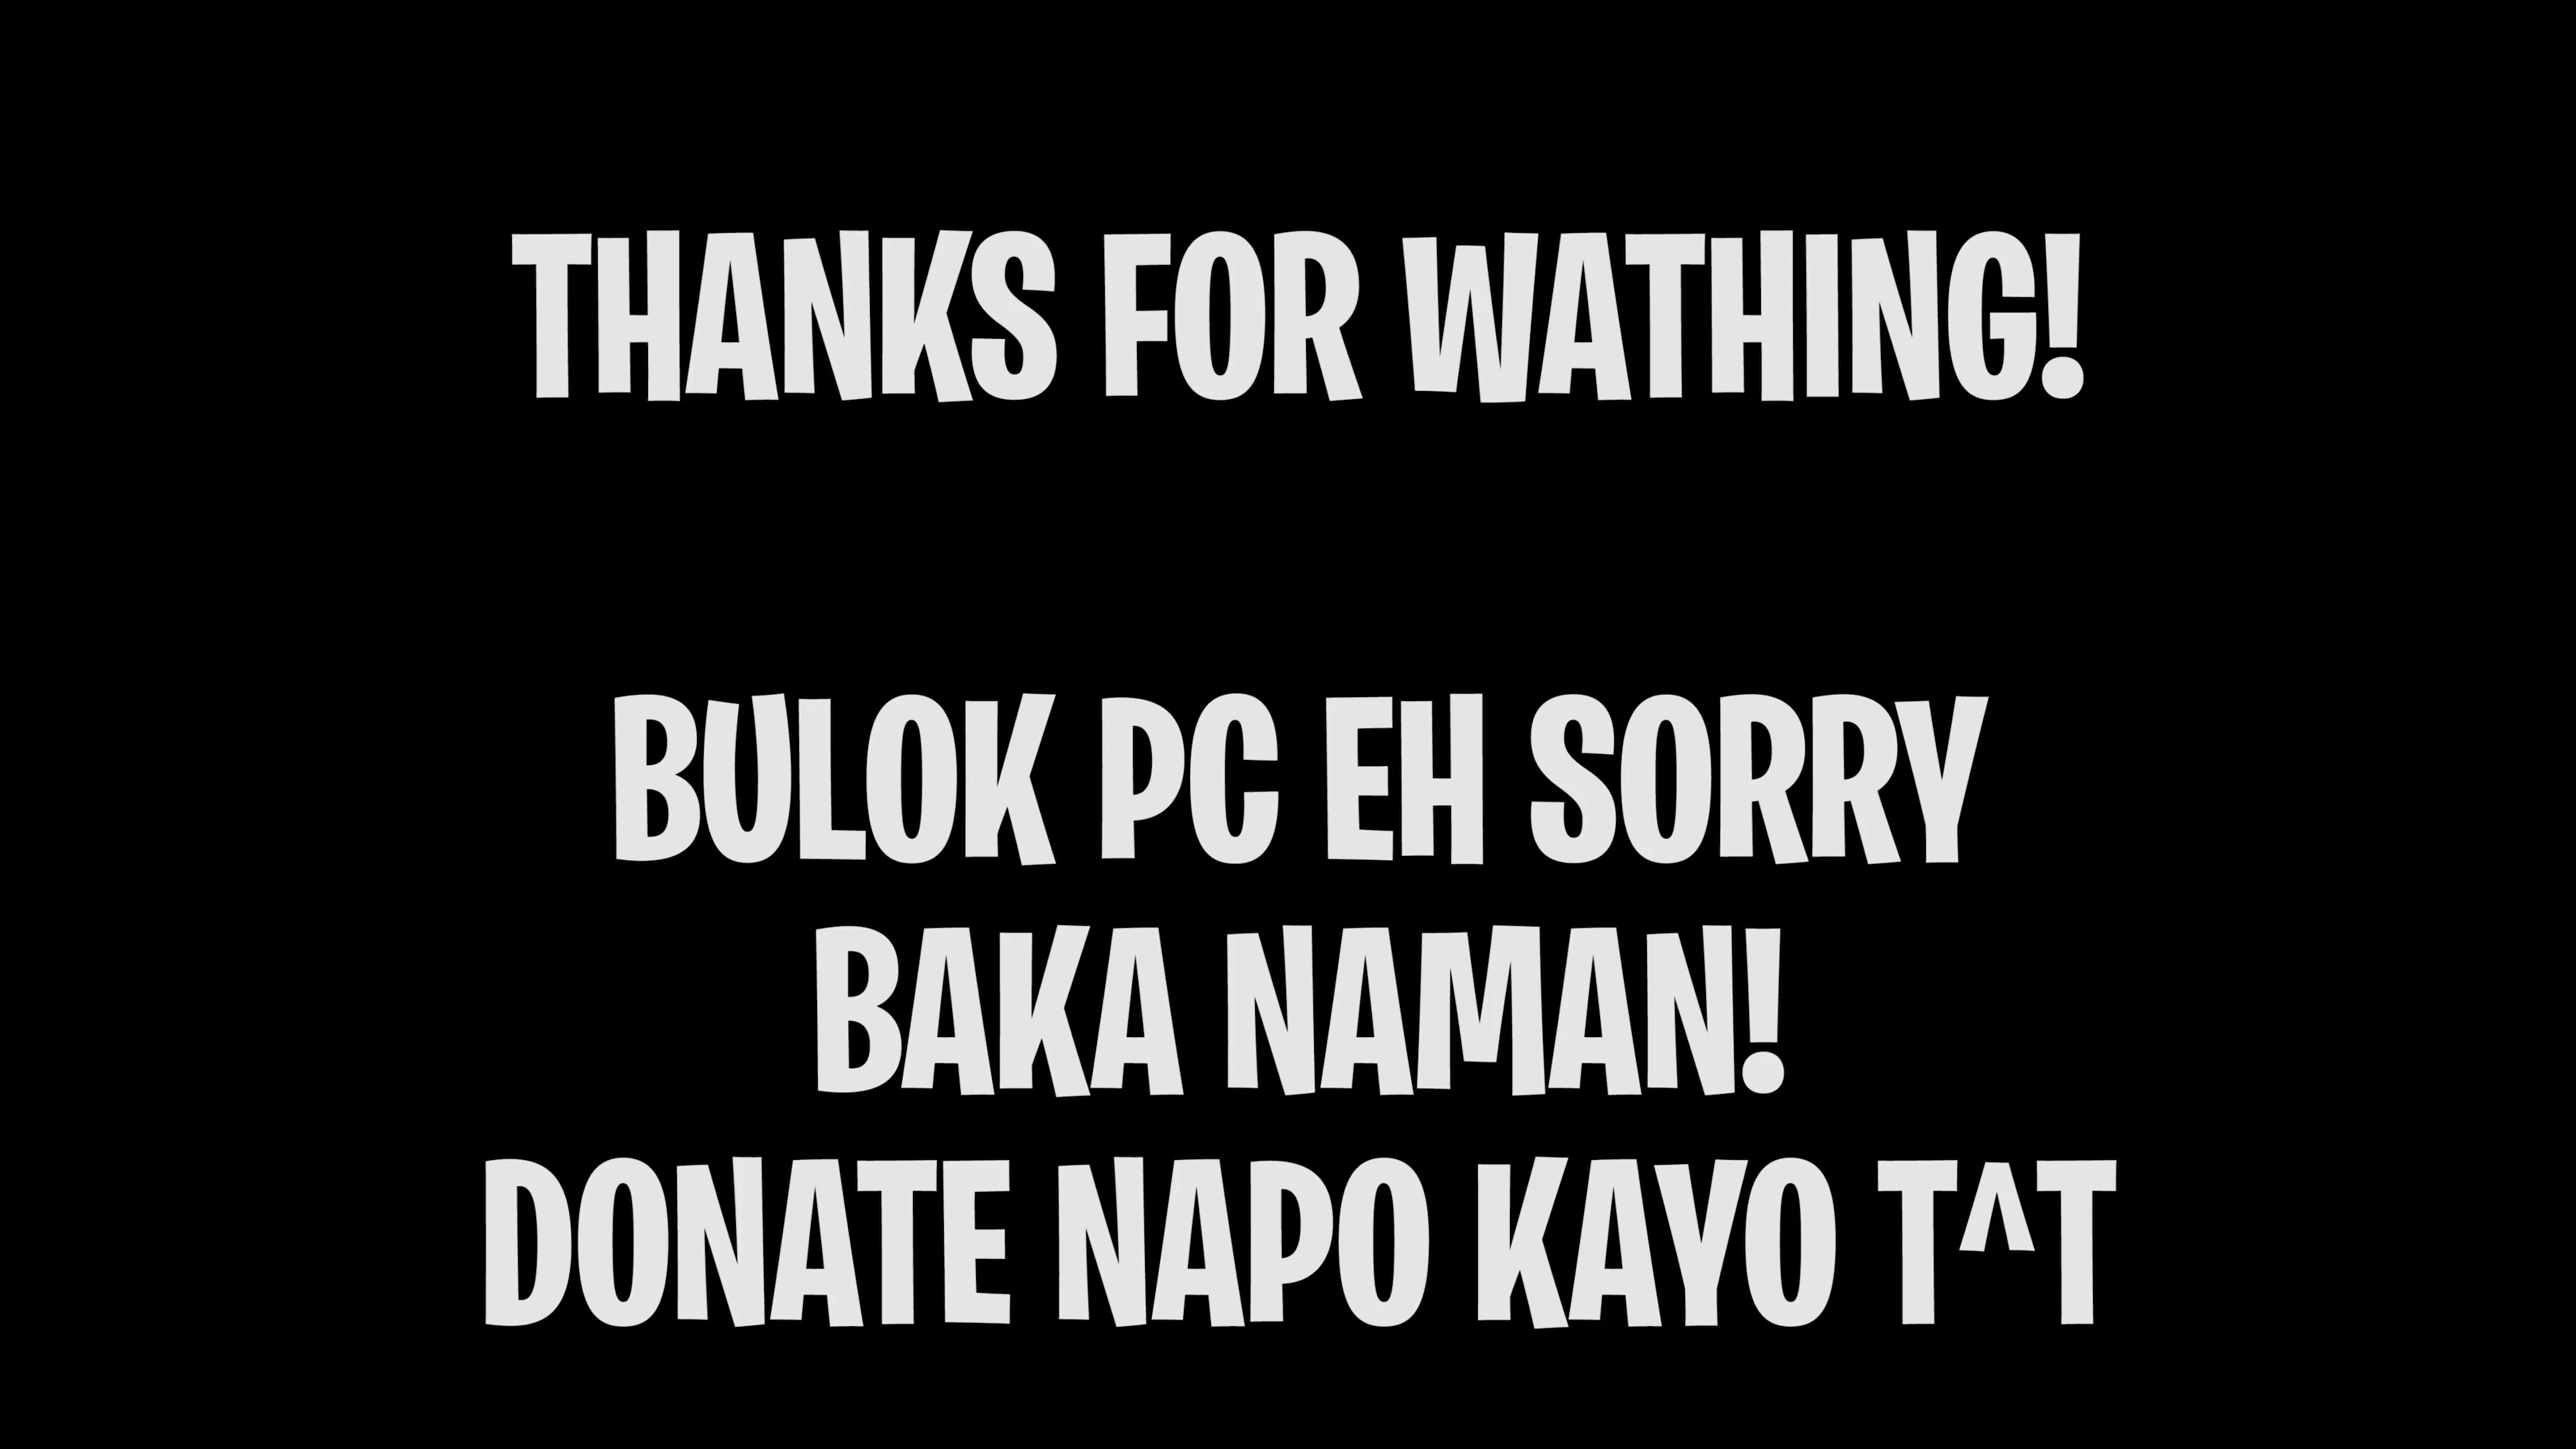 THANKS FOR WATHING!
BULOK PC EH SORRY
BAKA NAMAN!
DONATE NAPO KAYO T^T